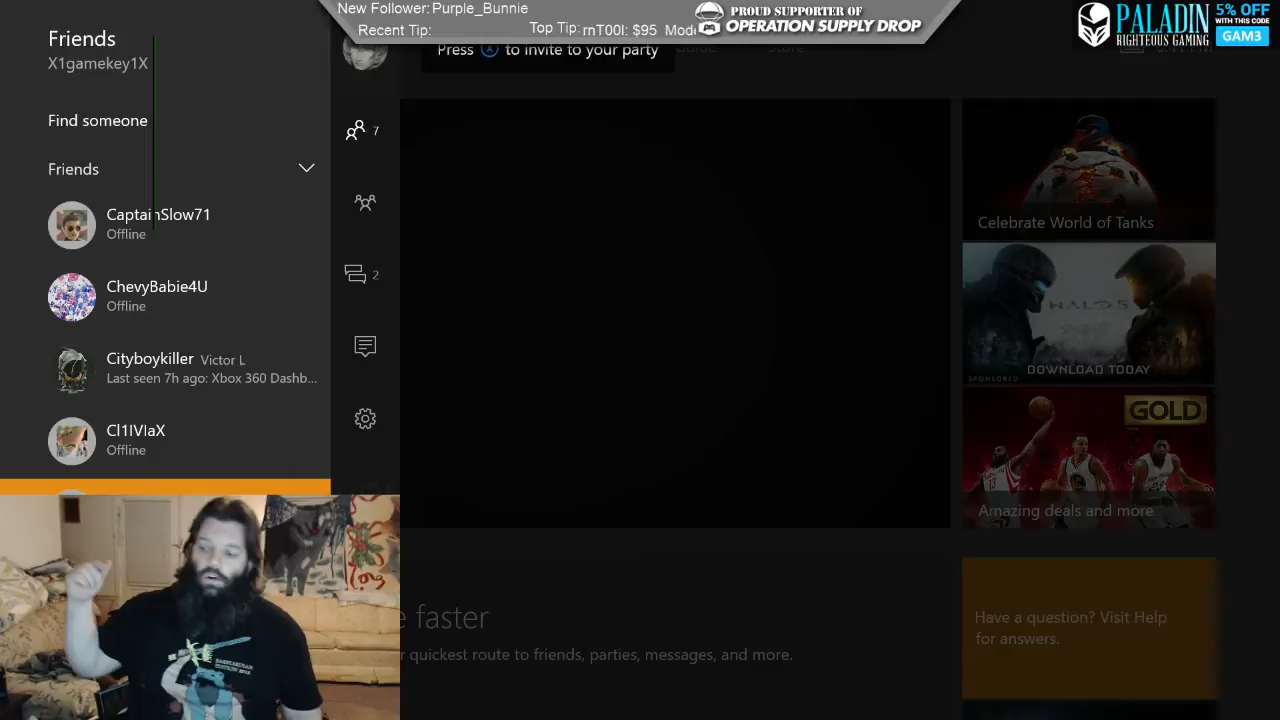 New Follower: Purple_Bunnie
Recent Tip:
Top Tip: rnT00l: $95 Mode
PROUD SUPPORTER OF
OPERATION SUPPLY DROP
PALADIN
RIGHTEOUS GAMING
5% OFF
WITH THIS CODE
GAM3
Friends
X1gamekey1X
Press X to invite to your party
Store
Find someone
7
Friends
CaptainSlow71
Offline
2
ChevyBabie4U
Offline
Cityboykiller Victor L
Last seen 7h ago: Xbox 360 Dashb...
Cl1IVIaX
Offline
Celebrate World of Tanks
HALO 5
DOWNLOAD TODAY
SPONSORED
GOLD
Amazing deals and more
e faster
r quickest route to friends, parties, messages, and more.
Have a question? Visit Help
for answers.